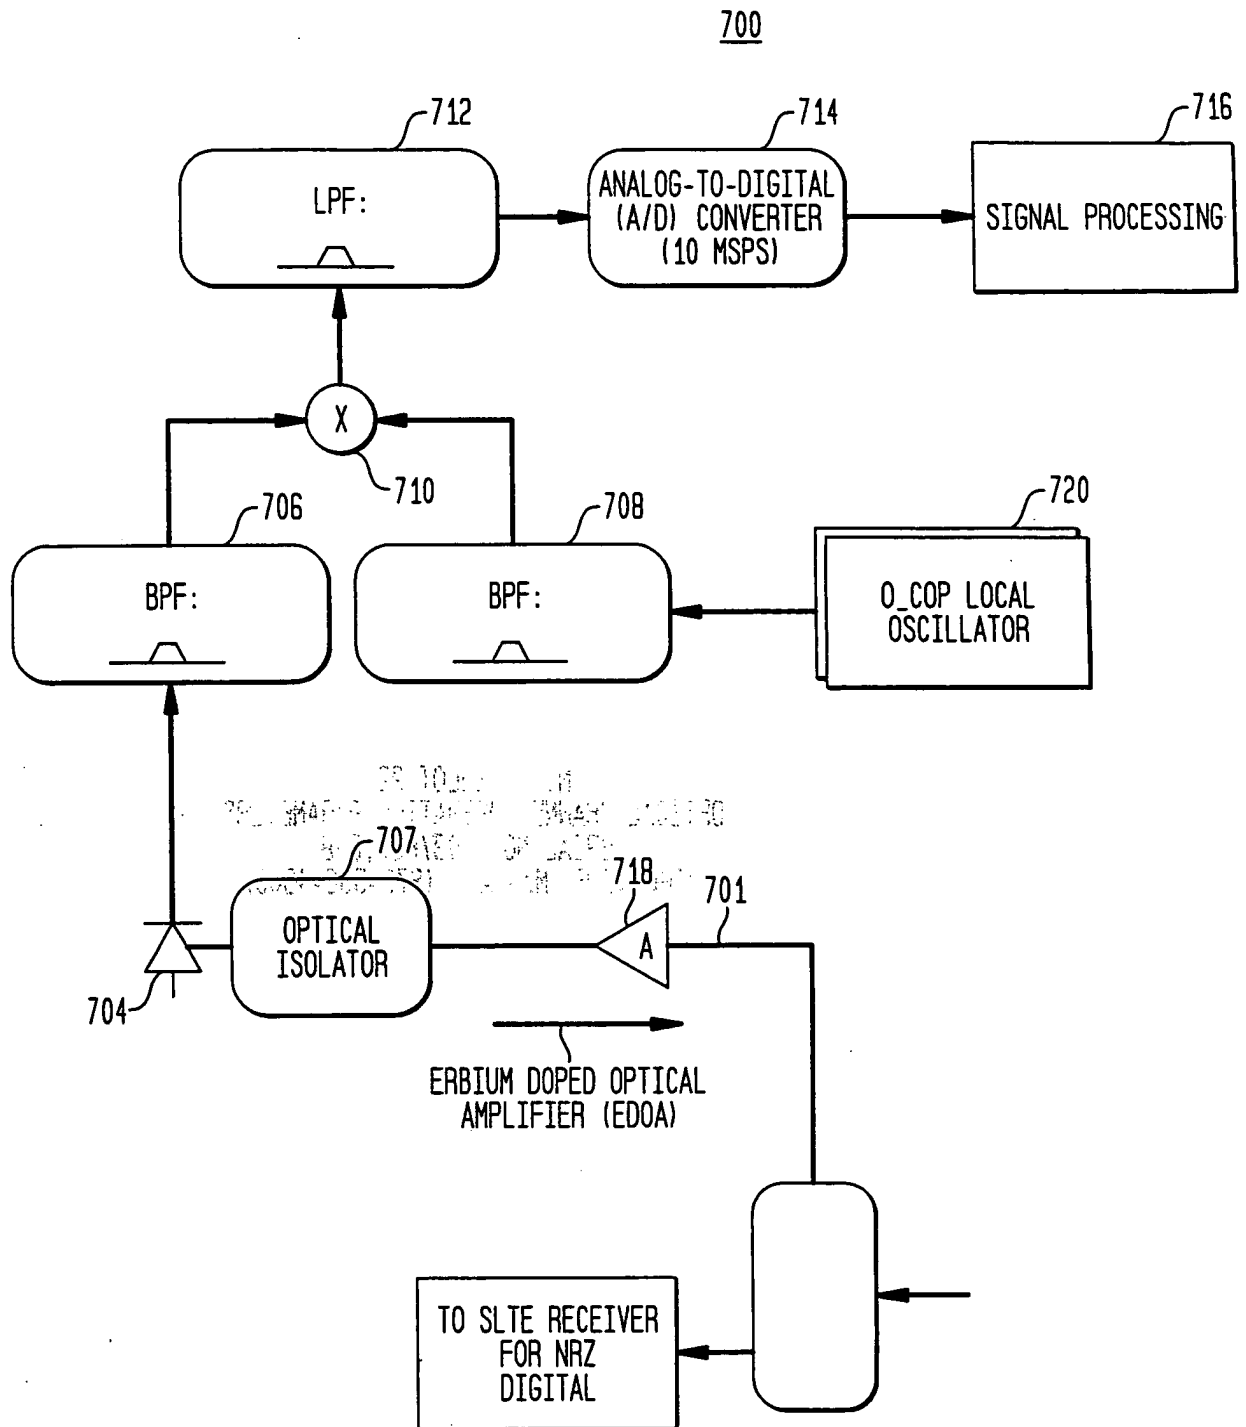 700
712
714
716
LPF:
ANALOG-TO-DIGITAL
(A/D) CONVERTER
(10 MSPS)
SIGNAL PROCESSING
X
710
706
708
720
BPF:
BPF:
O_COP LOCAL
OSCILLATOR
707
718
701
OPTICAL
ISOLATOR
A
704
ERBIUM DOPED OPTICAL
AMPLIFIER (EDOA)
TO SLTE RECEIVER
FOR NRZ
DIGITAL